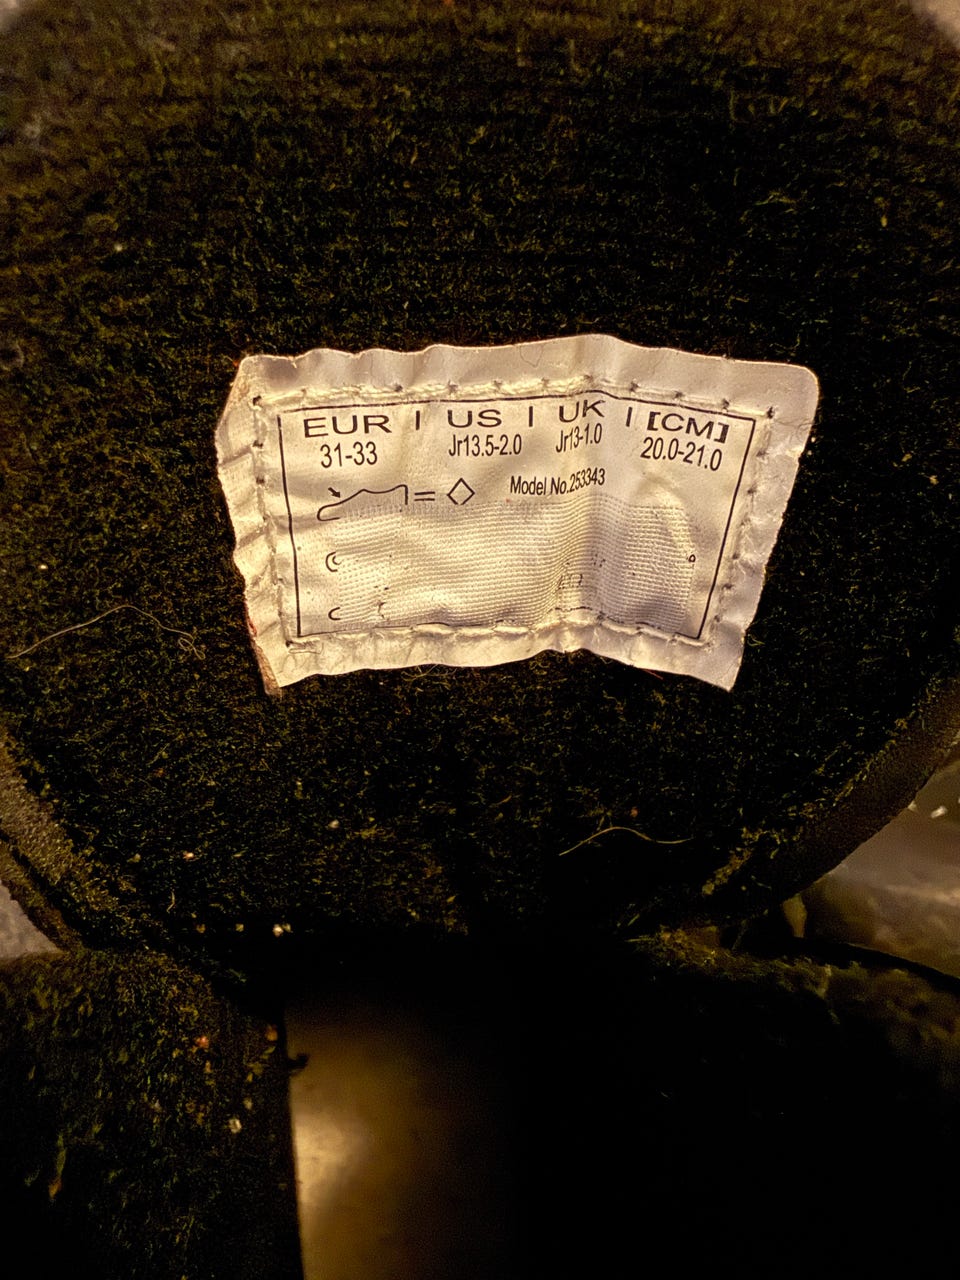 EUR | US | UK | [CM]
31-33 Jr13.5-2.0 Jr13-1.0 20.0-21.0
= Model No.253343